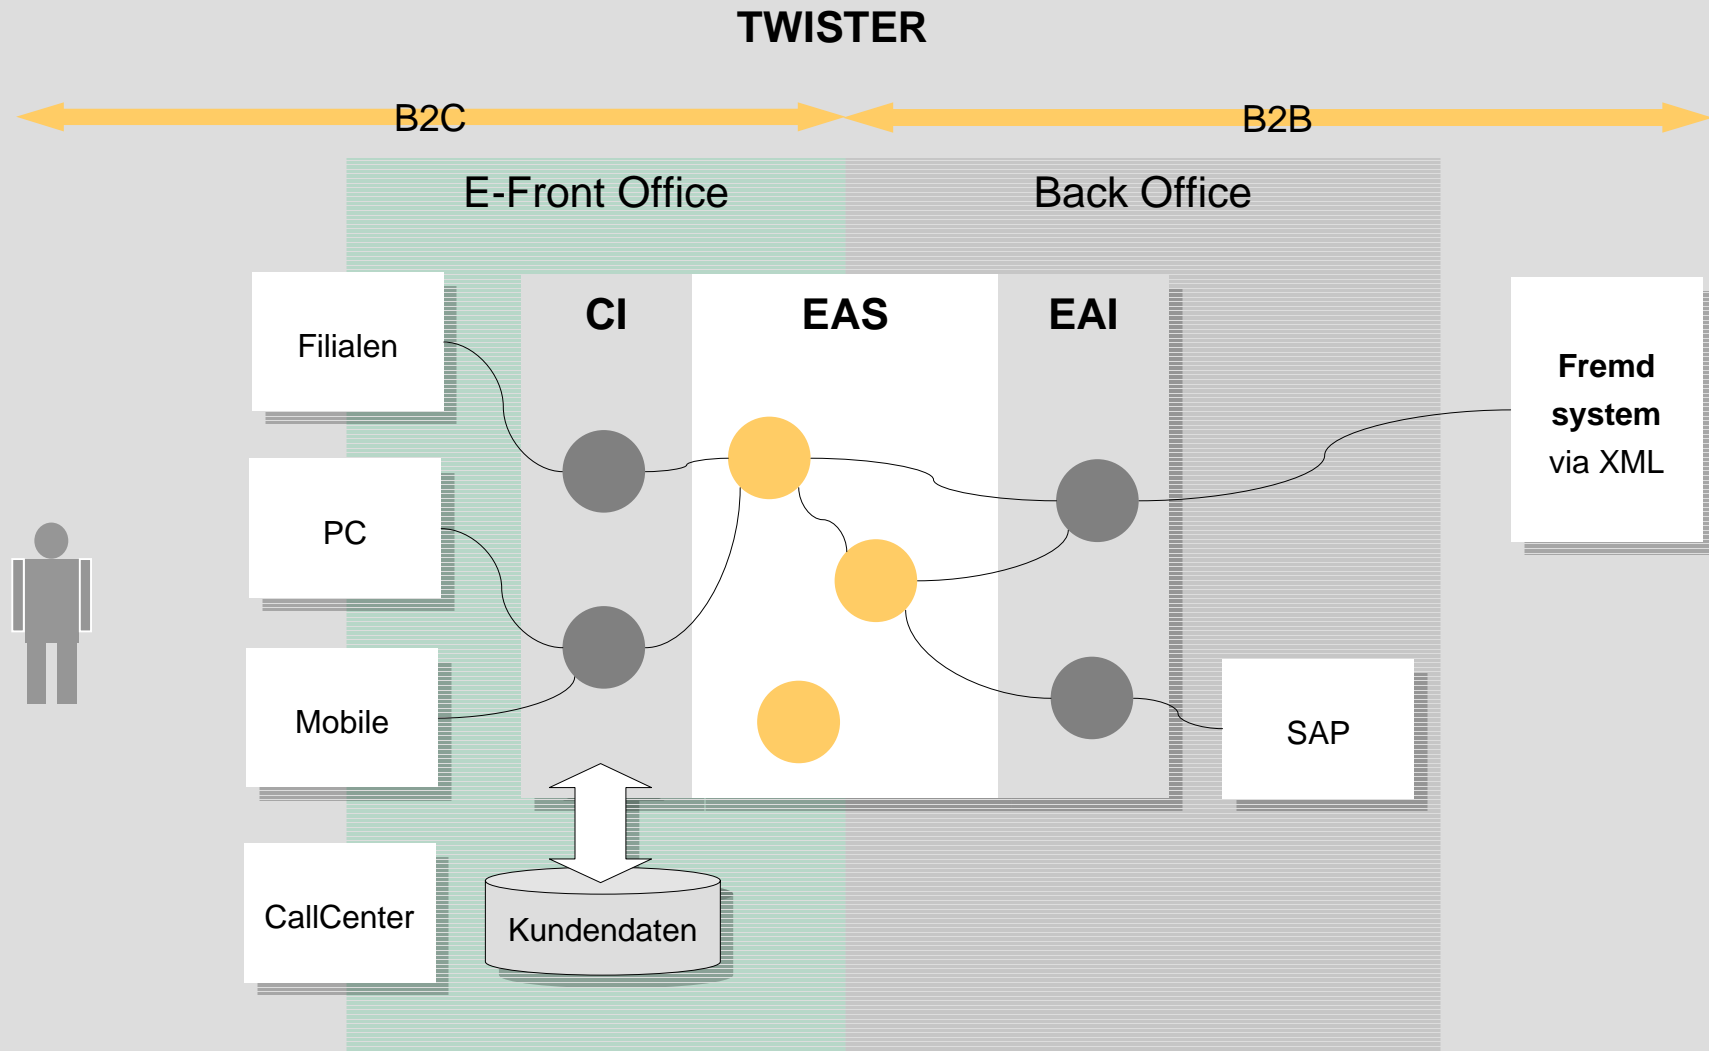 TWISTER
B2C
B2B
E-Front Office
Back Office
CI
EAS
EAI
Filialen
PC
Mobile
CallCenter
Kundendaten
SAP
Fremd
system
via XML